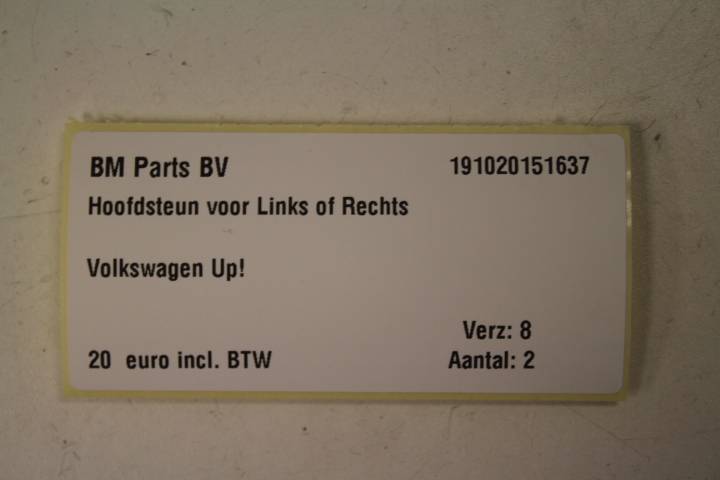 BM Parts BV 191020151637
Hoofdsteun voor Links of Rechts
Volkswagen Up!
Verz: 8
20 euro incl. BTW Aantal: 2